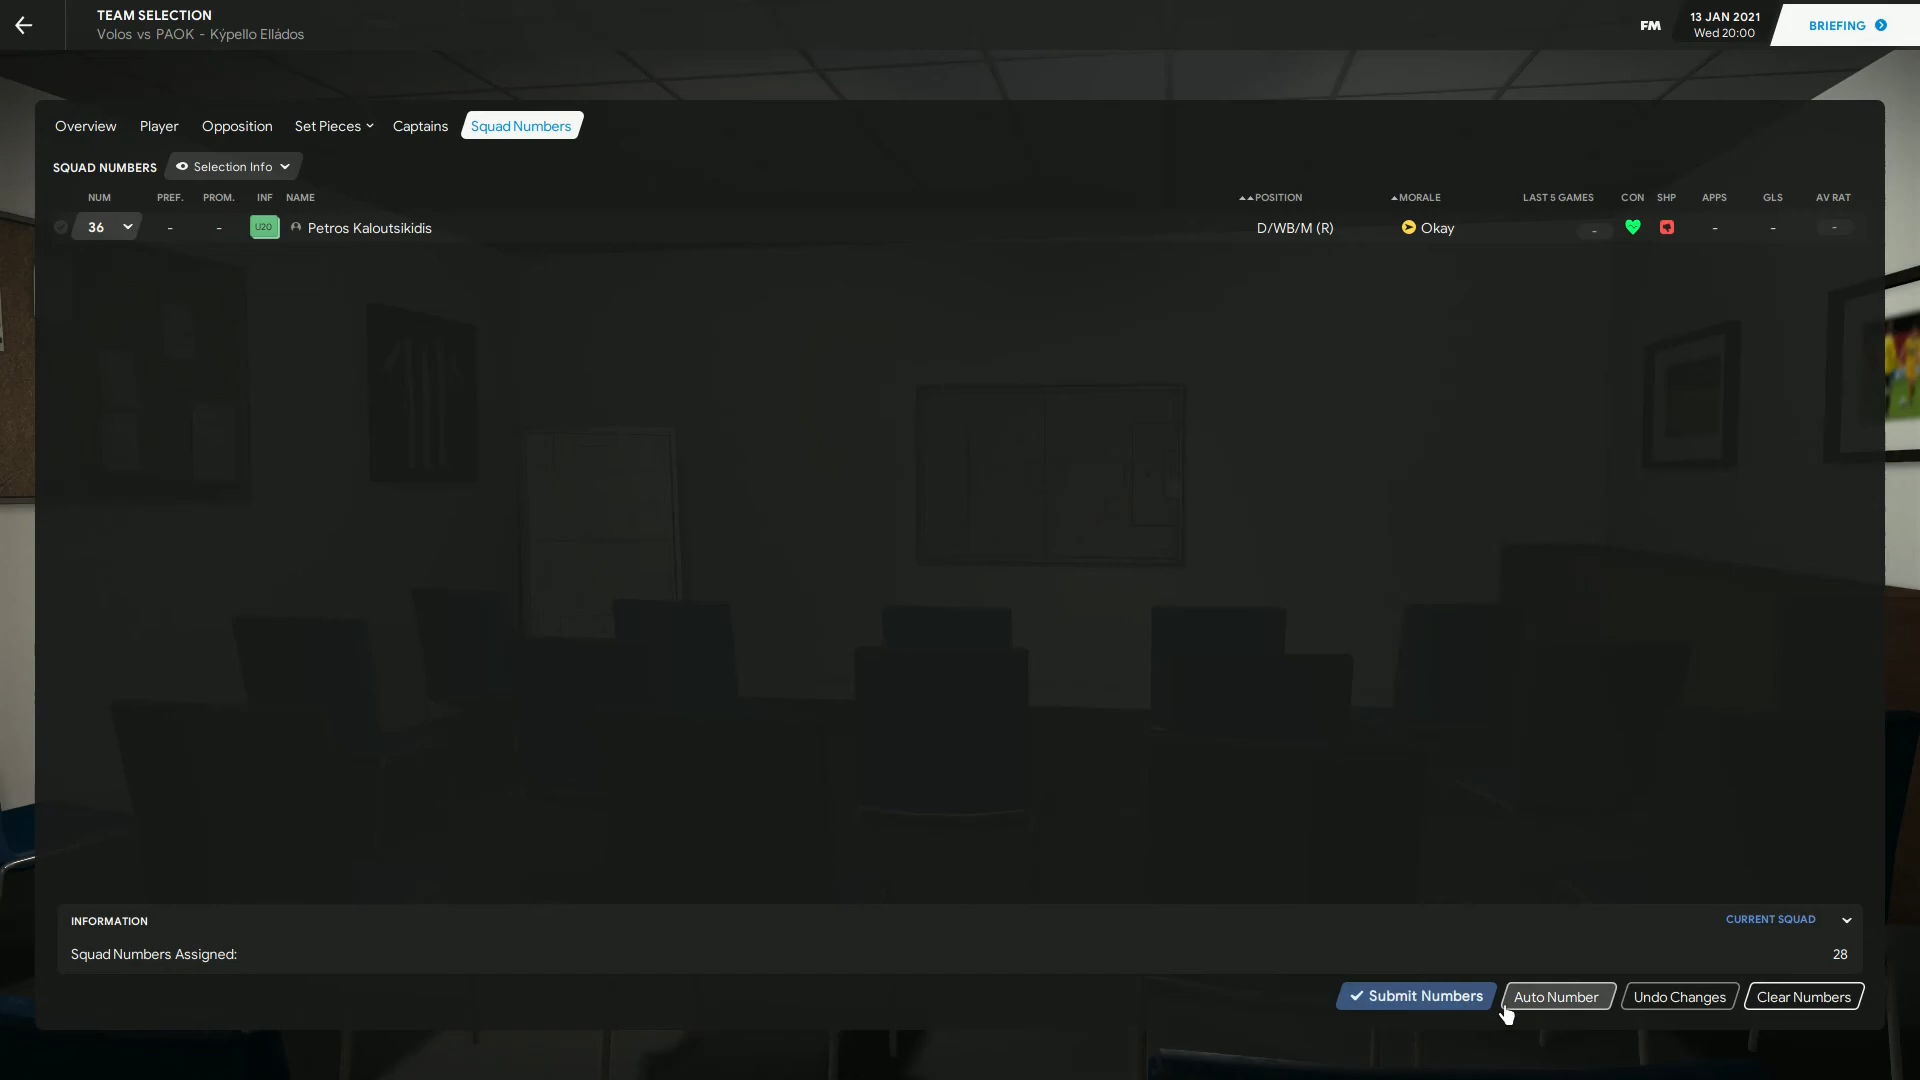 TEAM SELECTION
Volos vs PAOK - Kýpello Elládos
FM
13 JAN 2021
Wed 20:00
BRIEFING
Overview
Player
Opposition
Set Pieces
Captains
Squad Numbers
SQUAD NUMBERS
Selection Info
NUM PREF. PROM. INF NAME POSITION MORALE LAST 5 GAMES CON SHP APPS GLS AV RAT
36 - - U20 Petros Kaloutsikidis D/WB/M (R) Okay - - - -
INFORMATION
CURRENT SQUAD
Squad Numbers Assigned: 28
Submit Numbers
Auto Number
Undo Changes
Clear Numbers